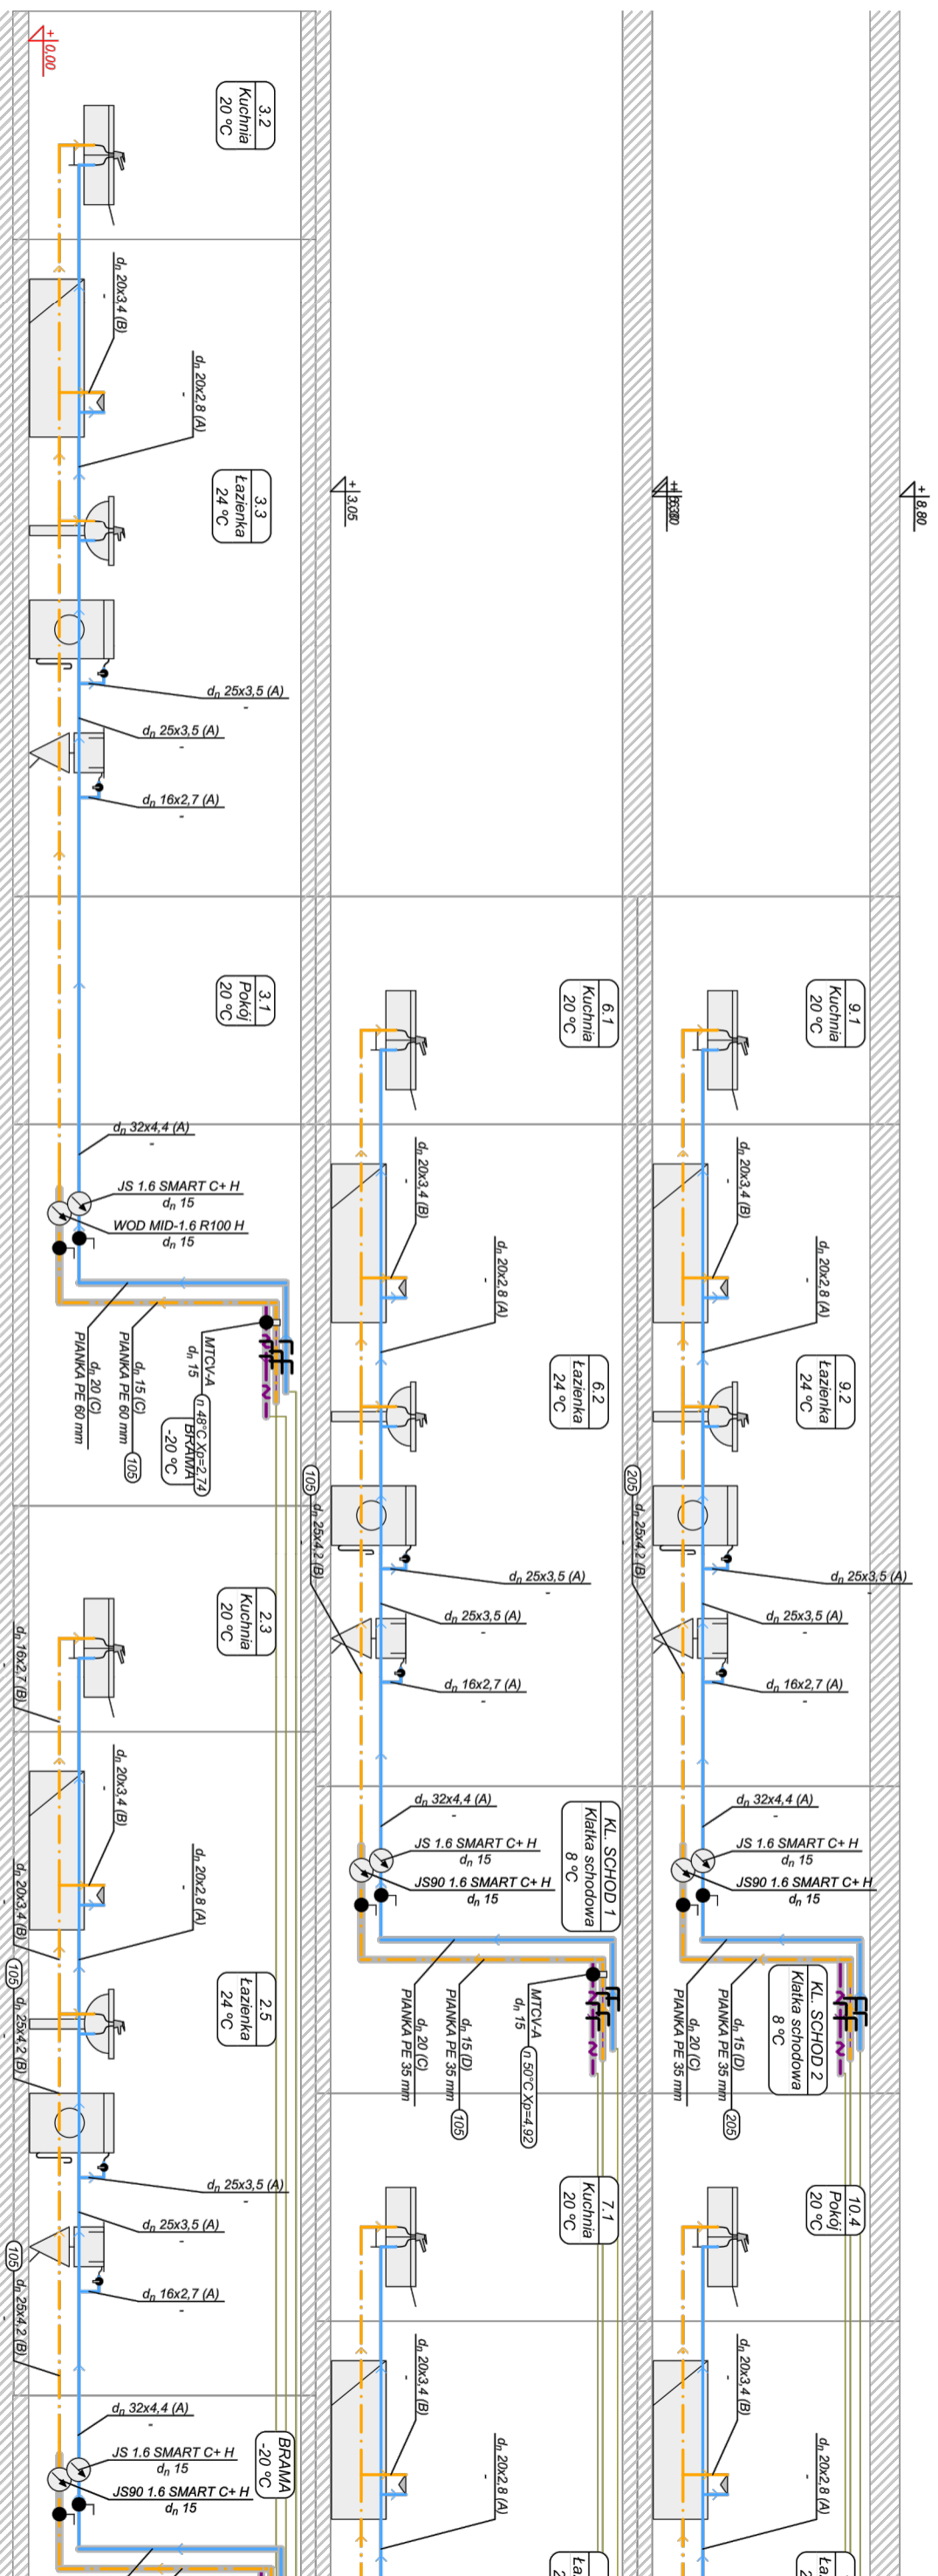 +0,00
3.2
Kuchnia
20 °C
dn 20x3,4 (B)
-
dn 20x2,8 (A)
-
3.3
Łazienka
24 °C
dn 25x3,5 (A)
-
dn 25x3,5 (A)
-
dn 16x2,7 (A)
-
3.1
Pokój
20 °C
dn 32x4,4 (A)
-
JS 1.6 SMART C+ H
dn 15
WOD MID-1.6 R100 H
dn 15
MTCV-A
dn 15
n 48°C Xp=2,74
BRAMA
-20 °C
dn 15 (C)
PIANKA PE 60 mm
105
dn 20 (C)
PIANKA PE 60 mm
2.3
Kuchnia
20 °C
dn 16x2,7 (B)
-
dn 20x3,4 (B)
-
dn 20x2,8 (A)
-
dn 20x3,4 (B)
-
2.5
Łazienka
24 °C
105
dn 25x4,2 (B)
-
dn 25x3,5 (A)
-
dn 25x3,5 (A)
-
dn 16x2,7 (A)
-
105
dn 25x4,2 (B)
-
dn 32x4,4 (A)
-
BRAMA
-20 °C
JS 1.6 SMART C+ H
dn 15
JS90 1.6 SMART C+ H
dn 15
+3,05
6.1
Kuchnia
20 °C
dn 20x3,4 (B)
-
dn 20x2,8 (A)
-
6.2
Łazienka
24 °C
105
dn 25x4,2 (B)
-
dn 25x3,5 (A)
-
dn 25x3,5 (A)
-
dn 16x2,7 (A)
-
dn 32x4,4 (A)
-
KL. SCHOD 1
Klatka schodowa
8 °C
JS 1.6 SMART C+ H
dn 15
JS90 1.6 SMART C+ H
dn 15
MTCV-A
dn 15
n 50°C Xp=4,92
dn 15 (D)
PIANKA PE 35 mm
105
dn 20 (C)
PIANKA PE 35 mm
7.1
Kuchnia
20 °C
dn 20x3,4 (B)
-
dn 20x2,8 (A)
-
+8,80
9.1
Kuchnia
20 °C
dn 20x3,4 (B)
-
dn 20x2,8 (A)
-
9.2
Łazienka
24 °C
205
dn 25x4,2 (B)
-
dn 25x3,5 (A)
-
dn 25x3,5 (A)
-
dn 16x2,7 (A)
-
dn 32x4,4 (A)
-
JS 1.6 SMART C+ H
dn 15
JS90 1.6 SMART C+ H
dn 15
KL. SCHOD 2
Klatka schodowa
8 °C
dn 15 (D)
PIANKA PE 35 mm
205
dn 20 (C)
PIANKA PE 35 mm
10.4
Pokój
20 °C
dn 20x3,4 (B)
-
dn 20x2,8 (A)
-